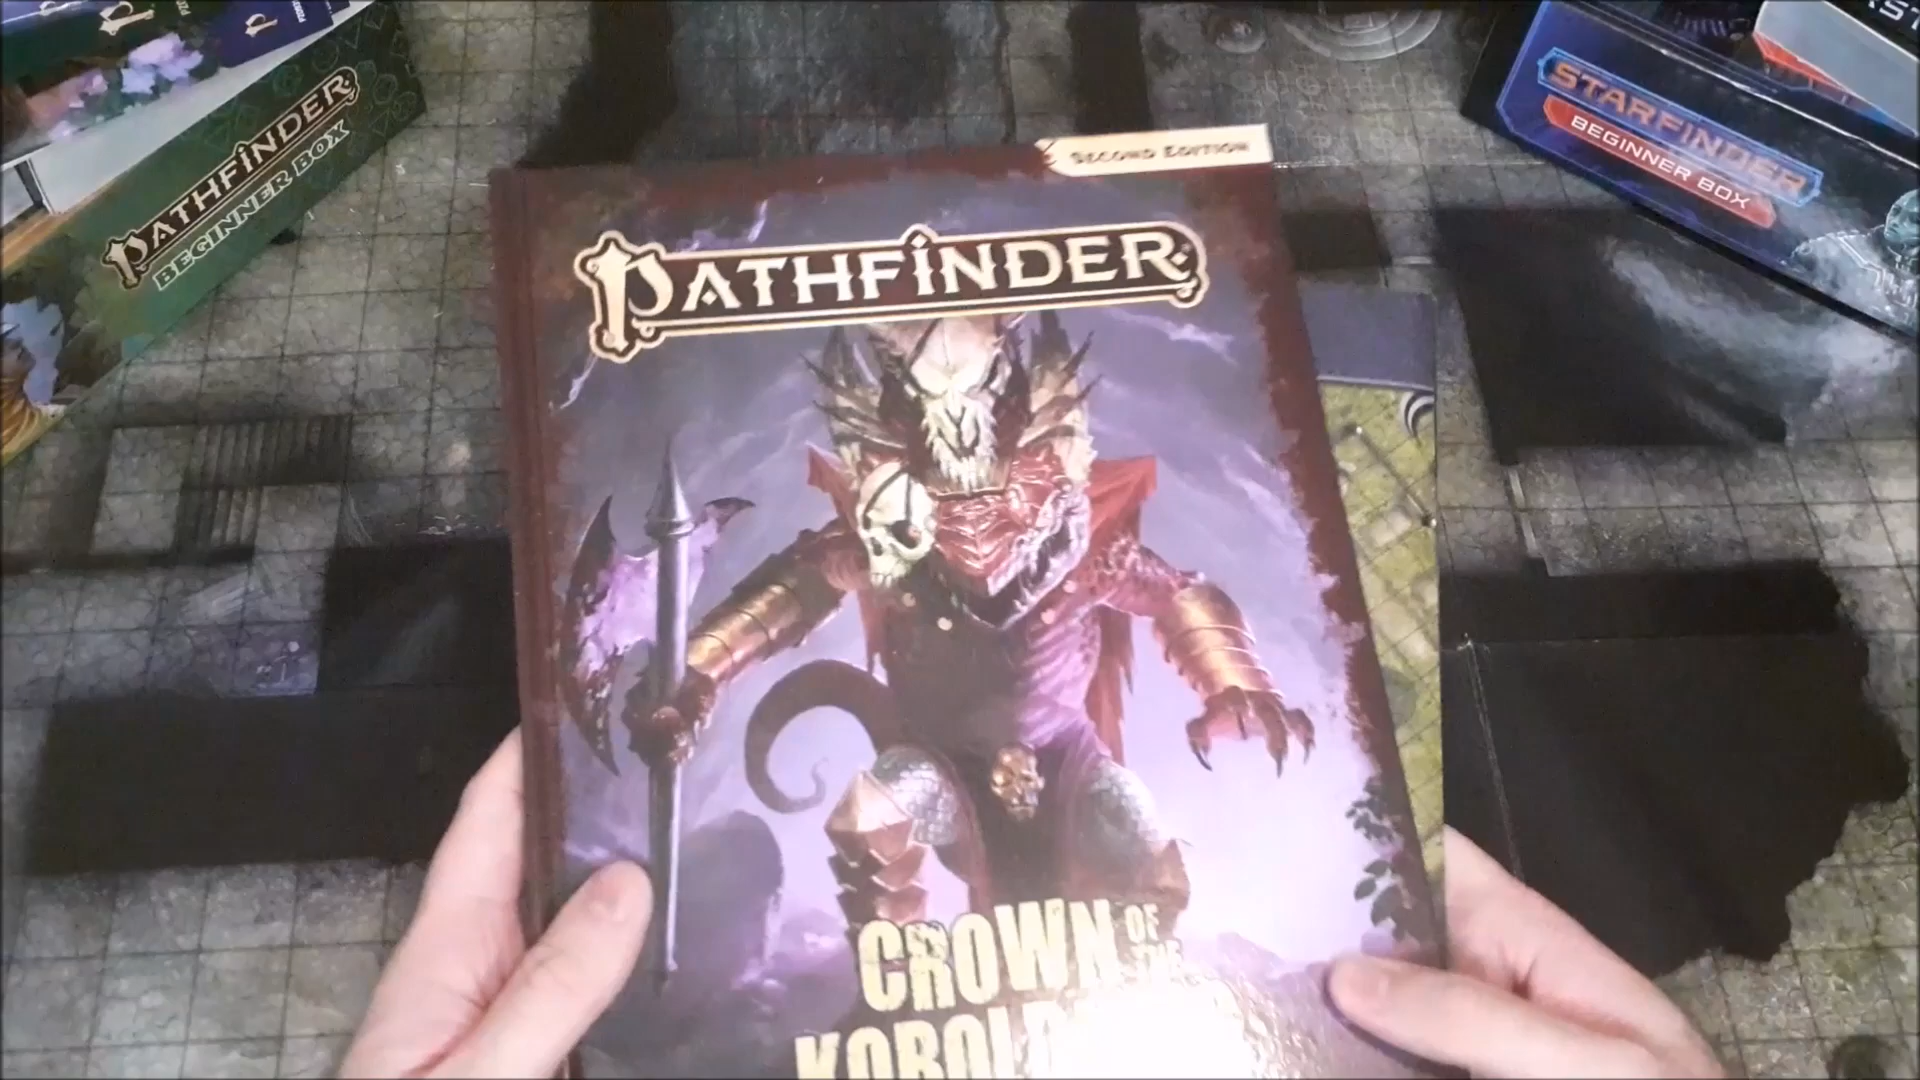 PATHFINDER
BEGINNER BOX
STARFINDER
BEGINNER BOX
SECOND EDITION
PATHFINDER
CROWN OF
THE
KOBOLD